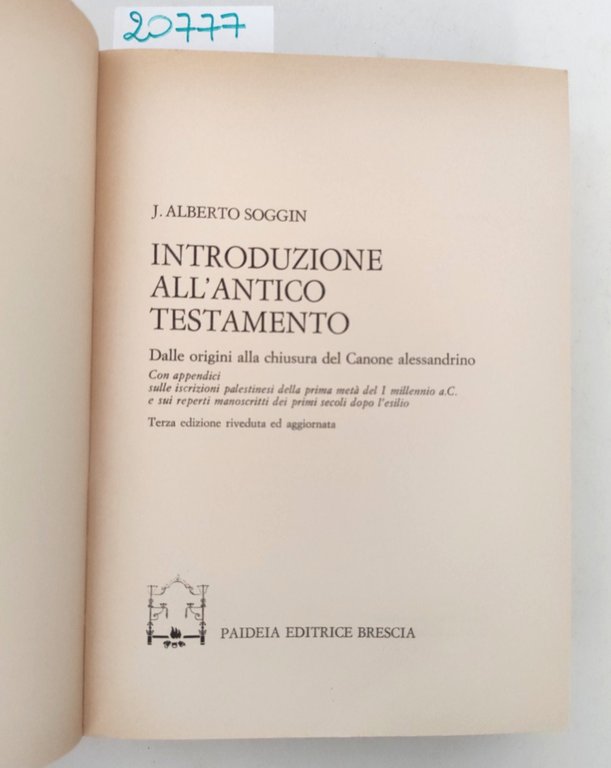 20777
J. ALBERTO SOGGIN
INTRODUZIONE
ALL'ANTICO
TESTAMENTO
Dalle origini alla chiusura del Canone alessandrino
Con appendici
sulle iscrizioni palestinesi della prima metà del I millennio a.C.
e sui reperti manoscritti dei primi secoli dopo l'esilio
Terza edizione riveduta ed aggiornata
PAIDEIA EDITRICE BRESCIA